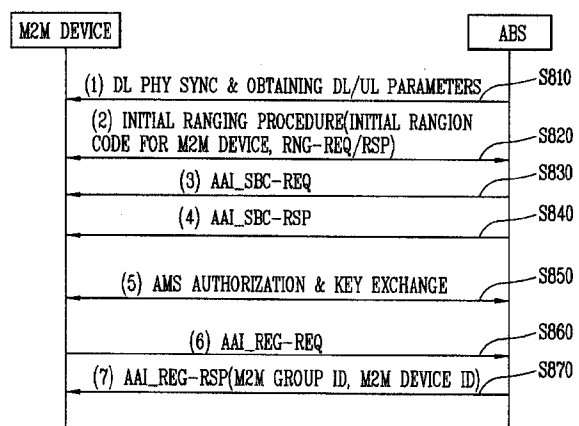 M2M DEVICE
ABS
(1) DL PHY SYNC & OBTAINING DL/UL PARAMETERS
S810
(2) INITIAL RANGING PROCEDURE(INITIAL RANGION
CODE FOR M2M DEVICE, RNG-REQ/RSP)
S820
(3) AAI_SBC-REQ
S830
(4) AAI_SBC-RSP
S840
(5) AMS AUTHORIZATION & KEY EXCHANGE
S850
(6) AAI_REG-REQ
S860
(7) AAI_REG-RSP(M2M GROUP ID, M2M DEVICE ID)
S870